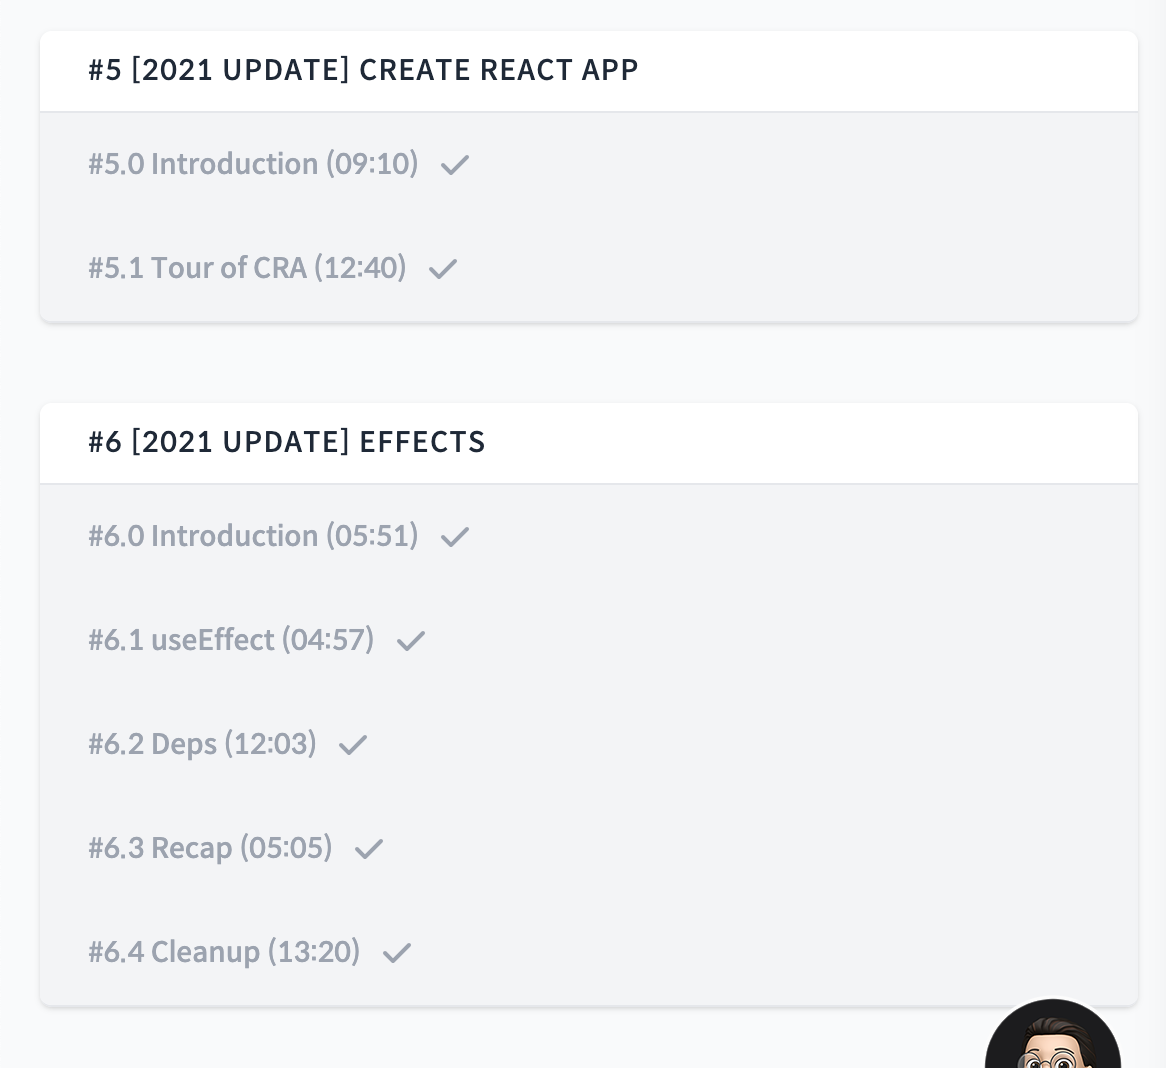 #5 [2021 UPDATE] CREATE REACT APP
#5.0 Introduction (09:10)
#5.1 Tour of CRA (12:40)
#6 [2021 UPDATE] EFFECTS
#6.0 Introduction (05:51)
#6.1 useEffect (04:57)
#6.2 Deps (12:03)
#6.3 Recap (05:05)
#6.4 Cleanup (13:20)